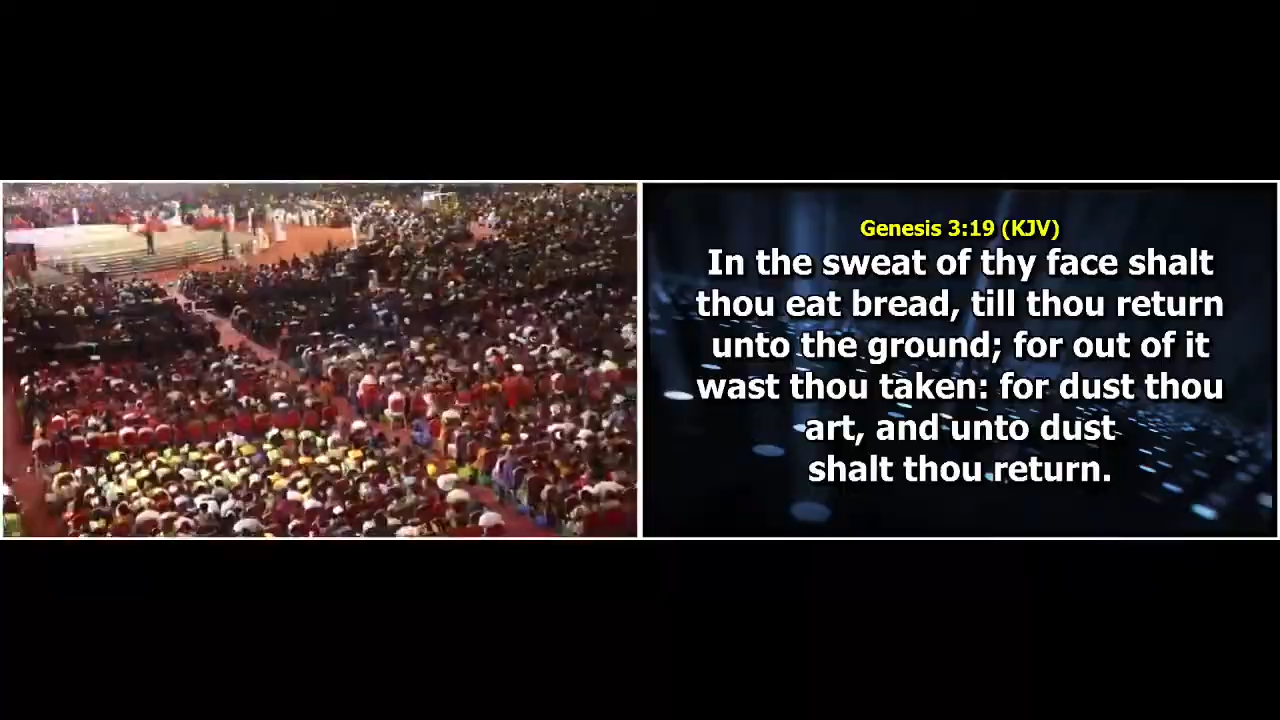 Genesis 3:19 (KJV)
In the sweat of thy face shalt
thou eat bread, till thou return
unto the ground; for out of it
wast thou taken: for dust thou
art, and unto dust
shalt thou return.